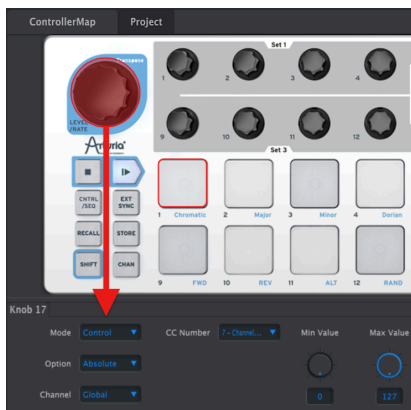 ControllerMap Project
Transpose
Set 1
1 2 3 4
LEVEL
/RATE
9 10 11 12
Arturia
Set 3
CNTRL
/SEQ
EXT
SYNC
1 Chromatic 2 Major 3 Minor 4 Dorian
RECALL STORE
SHIFT CHAN
9 FWD 10 REV 11 ALT 12 RAND
Knob 17
Mode Control CC Number 7 - Channel... Min Value Max Value
Option Absolute
Channel Global 0 127